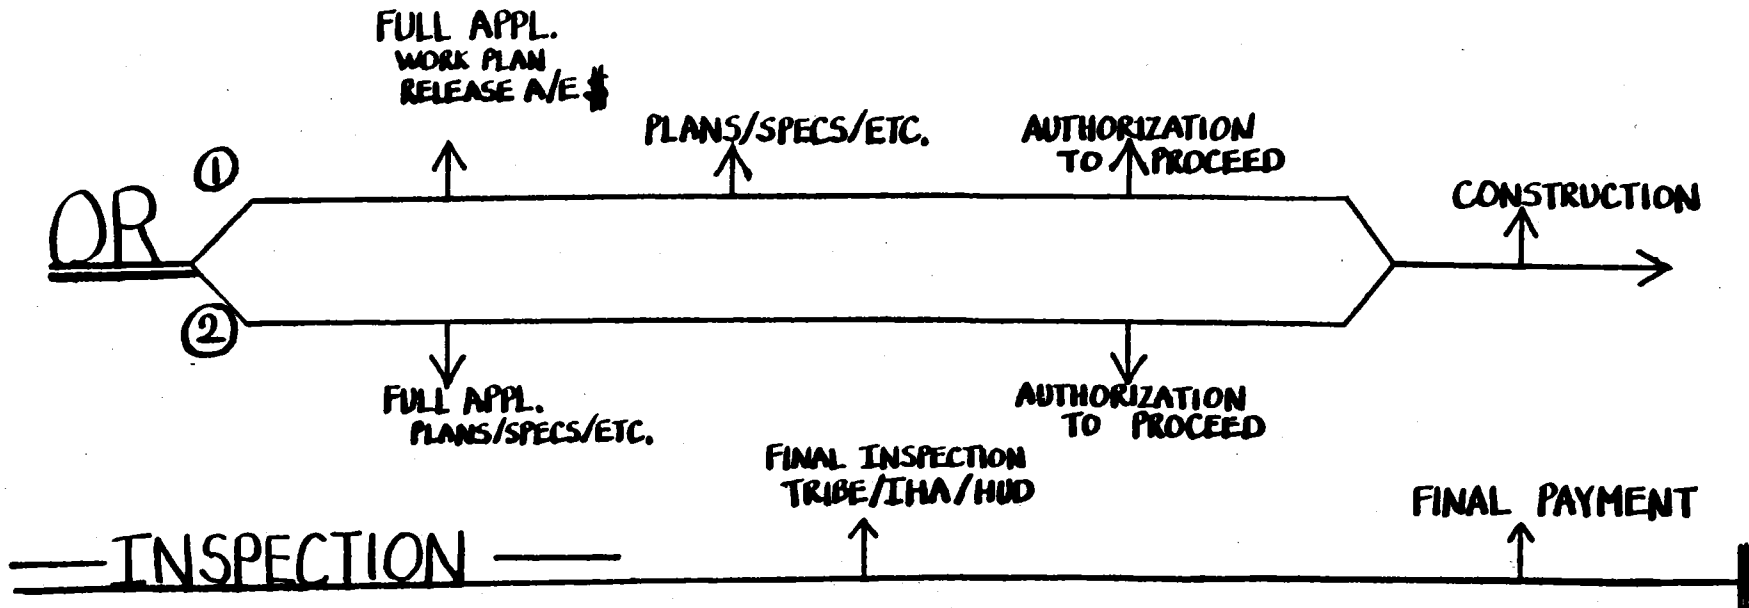 FULL APPL.
WORK PLAN
RELEASE A/E $
PLANS/SPECS/ETC.
AUTHORIZATION
TO PROCEED
①
OR
CONSTRUCTION
②
FULL APPL.
PLANS/SPECS/ETC.
AUTHORIZATION
TO PROCEED
FINAL INSPECTION
TRIBE/IHA/HUD
FINAL PAYMENT
INSPECTION